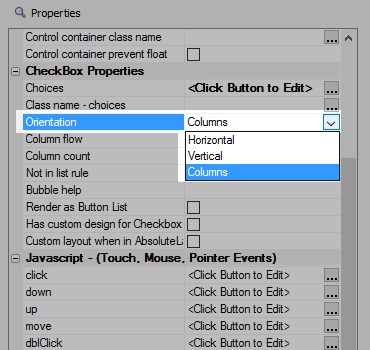 Properties
Control container class name ...
Control container prevent float
CheckBox Properties
Choices <Click Button to Edit> ...
Class name - choices ...
Orientation Columns
Horizontal
Column flow
Vertical
Column count
Columns
Not in list rule
Bubble help
Render as Button List
Has custom design for Checkbox
Custom layout when in AbsoluteLa
Javascript - (Touch, Mouse, Pointer Events)
click <Click Button to Edit> ...
down <Click Button to Edit> ...
up <Click Button to Edit> ...
move <Click Button to Edit> ...
dblClick <Click Button to Edit> ...